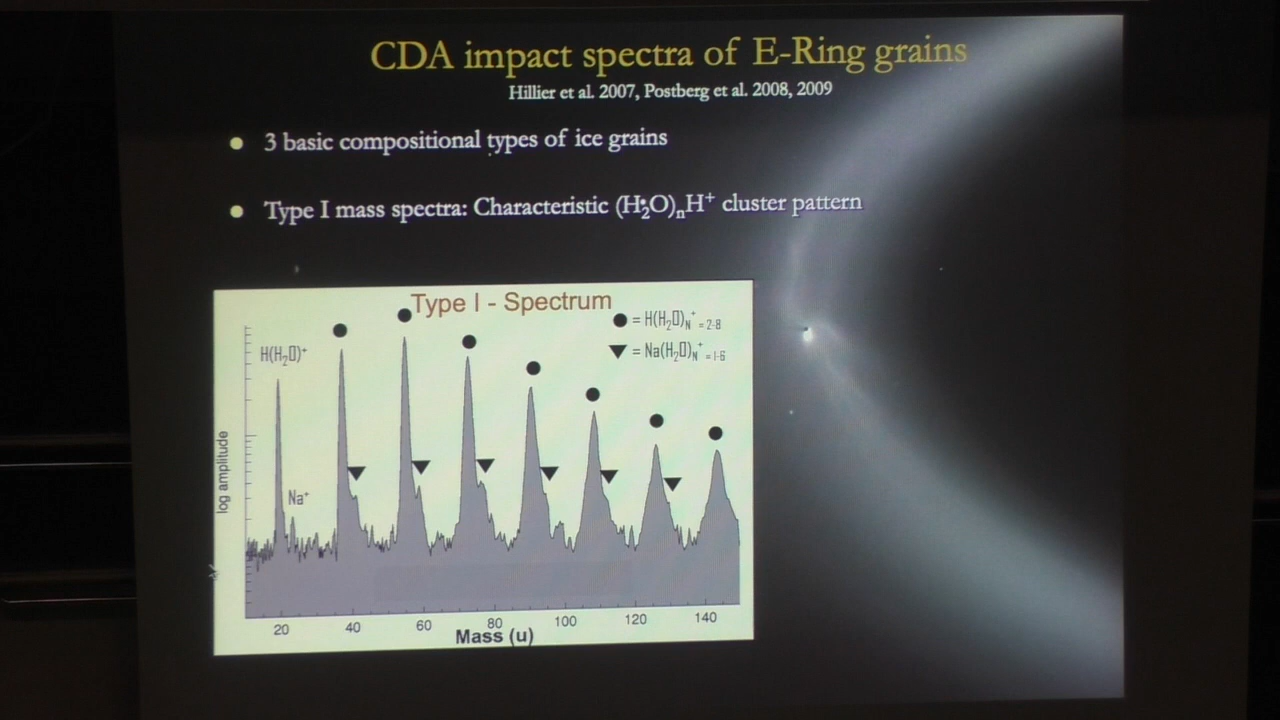 CDA impact spectra of E-Ring grains
Hillier et al. 2007, Postberg et al. 2008, 2009
● 3 basic compositional types of ice grains
● Type I mass spectra: Characteristic (H₂O)ₙH⁺ cluster pattern
Type I - Spectrum
● = H(H₂O)N⁺ = 2-8
▼ = Na(H₂O)N⁺ = 1-6
H(H₂O)⁺
Na⁺
log amplitude
20 40 60 80 100 120 140
Mass (u)